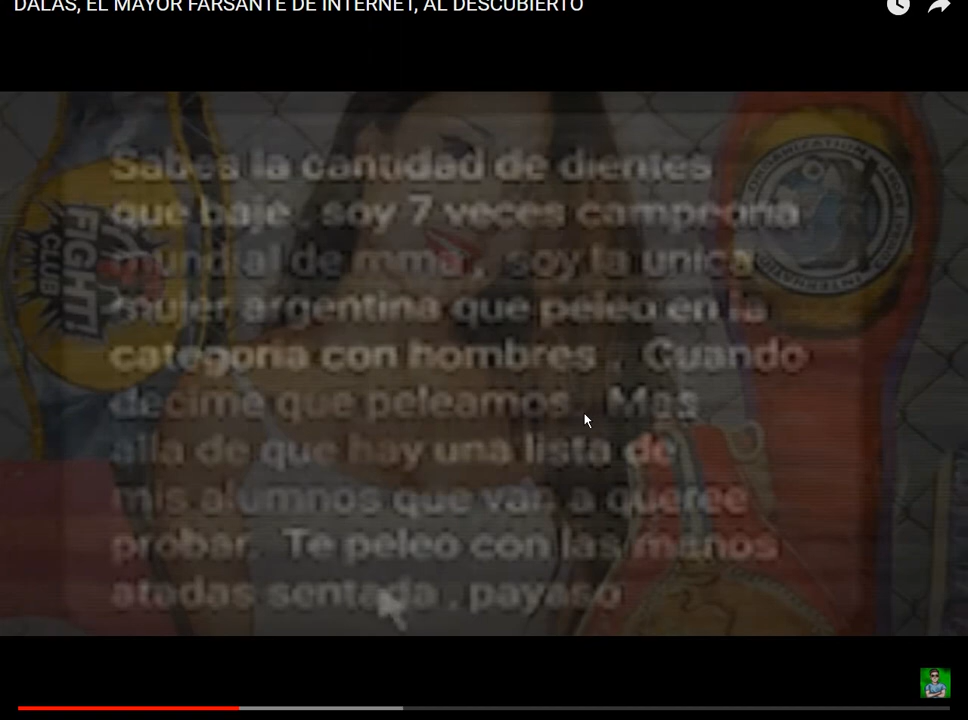 DALAS, EL MAYOR FARSANTE DE INTERNET, AL DESCUBIERTO
Sabes la cantidad de dientes
que baje . soy 7 veces campeona
mundial de mma , soy la unica
mujer argentina que peleo en la
categoria con hombres . Cuando
decime que peleamos . Mas
alla de que hay una lista de
mis alumnos que van a queree
probar. Te peleo con las manos
atadas sentada , payaso
FIGHT!
CLUB
ORGANIZATION
INTERNATIONAL